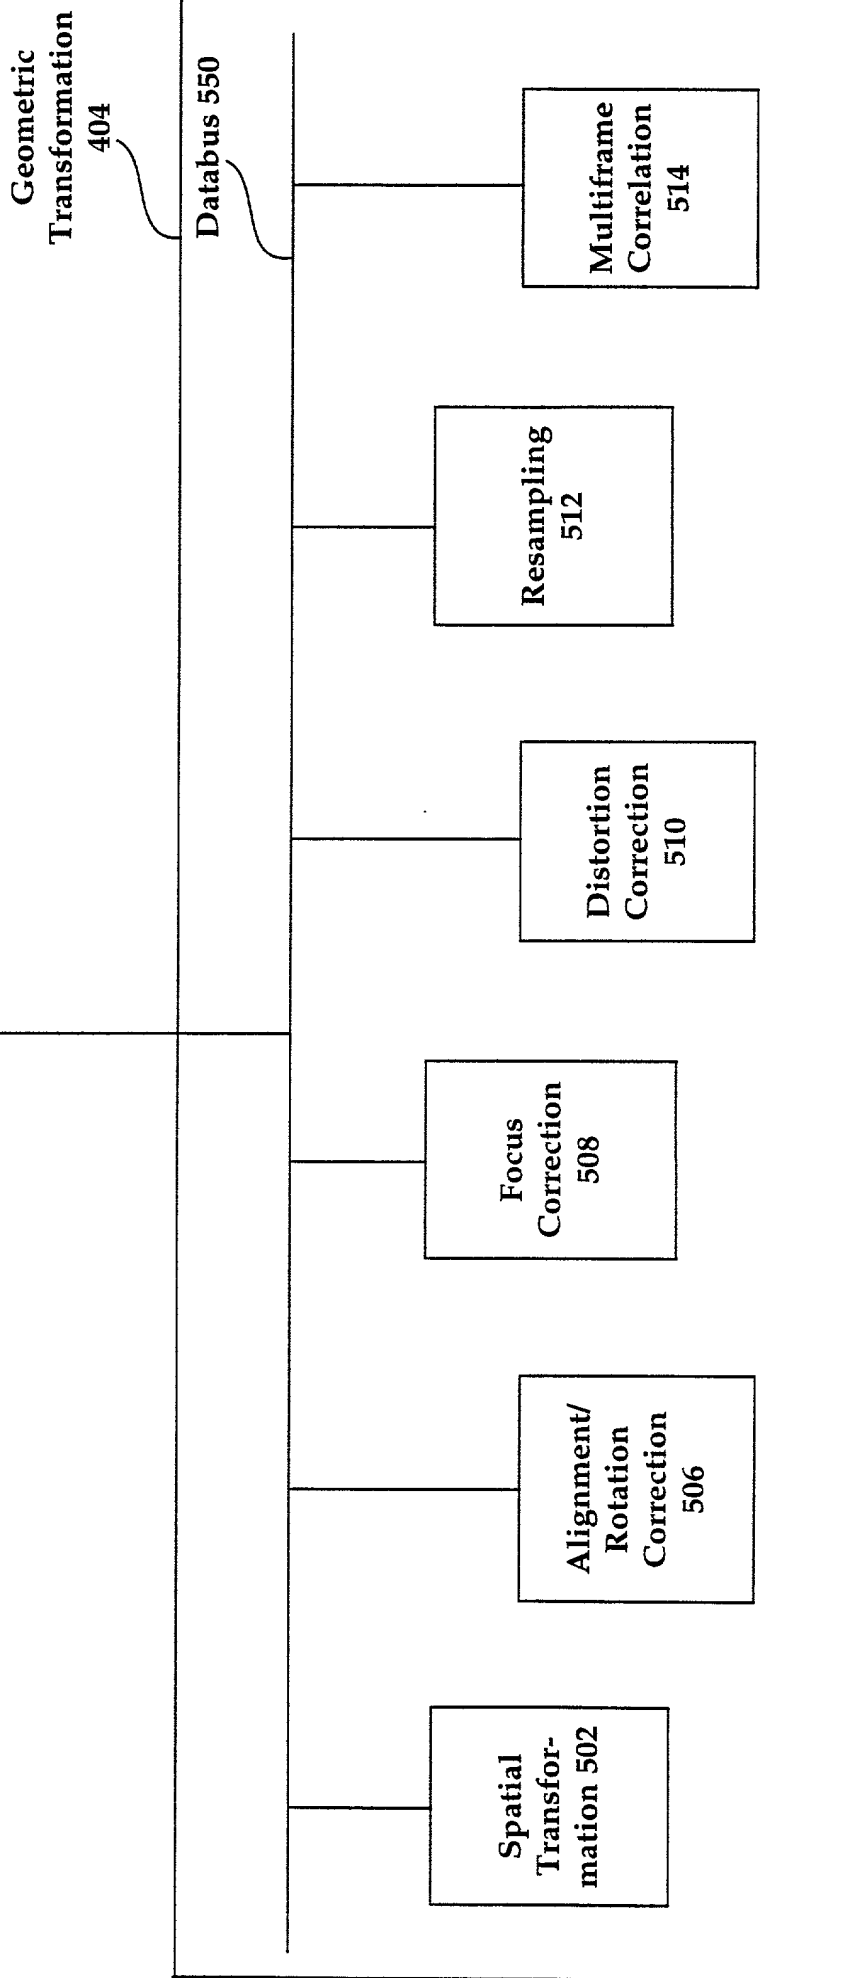 Geometric
Transformation
404
Databus 550
Spatial
Transfor-
mation 502
Alignment/
Rotation
Correction
506
Focus
Correction
508
Distortion
Correction
510
Resampling
512
Multiframe
Correlation
514